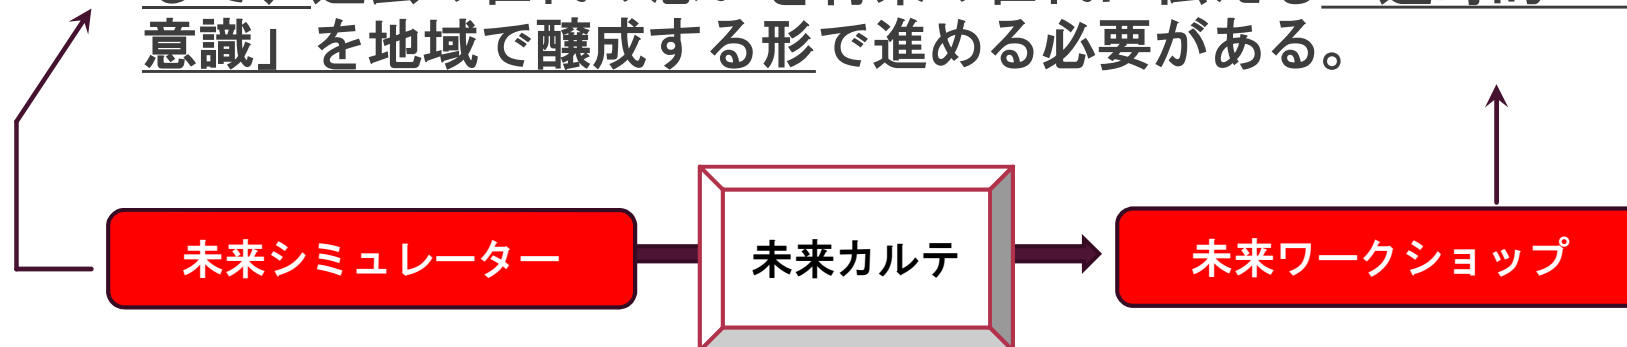 意識」を地域で醸成する形で進める必要がある。
未来シミュレーター
未来カルテ
未来ワークショップ